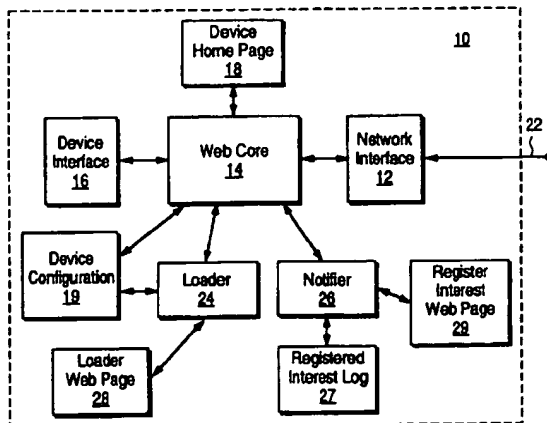 Device
Home Page
18
10
Device
Interface
16
Web Core
14
Network
Interface
12
22
Device
Configuration
19
Loader
24
Notifier
26
Register
Interest Web Page
29
Loader
Web Page
28
Registered
Interest Log
27